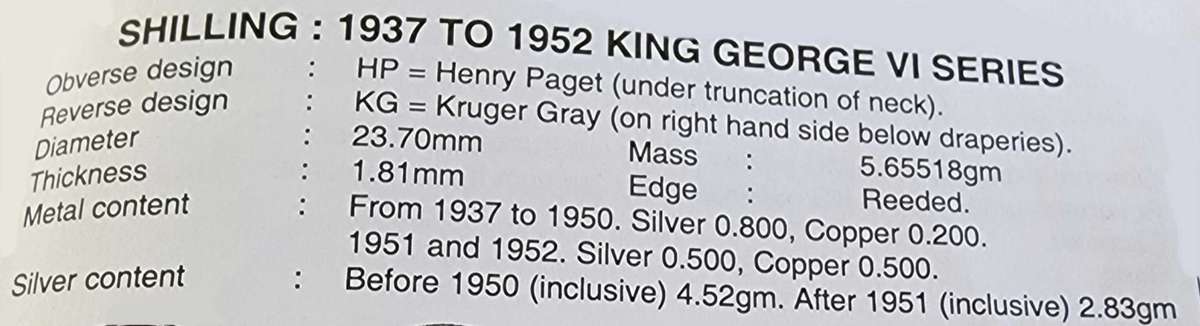 SHILLING : 1937 TO 1952 KING GEORGE VI SERIES
Obverse design : HP = Henry Paget (under truncation of neck).
Reverse design : KG = Kruger Gray (on right hand side below draperies).
Diameter : 23.70mm Mass : 5.65518gm
Thickness : 1.81mm Edge : Reeded.
Metal content : From 1937 to 1950. Silver 0.800, Copper 0.200.
1951 and 1952. Silver 0.500, Copper 0.500.
Silver content : Before 1950 (inclusive) 4.52gm. After 1951 (inclusive) 2.83gm